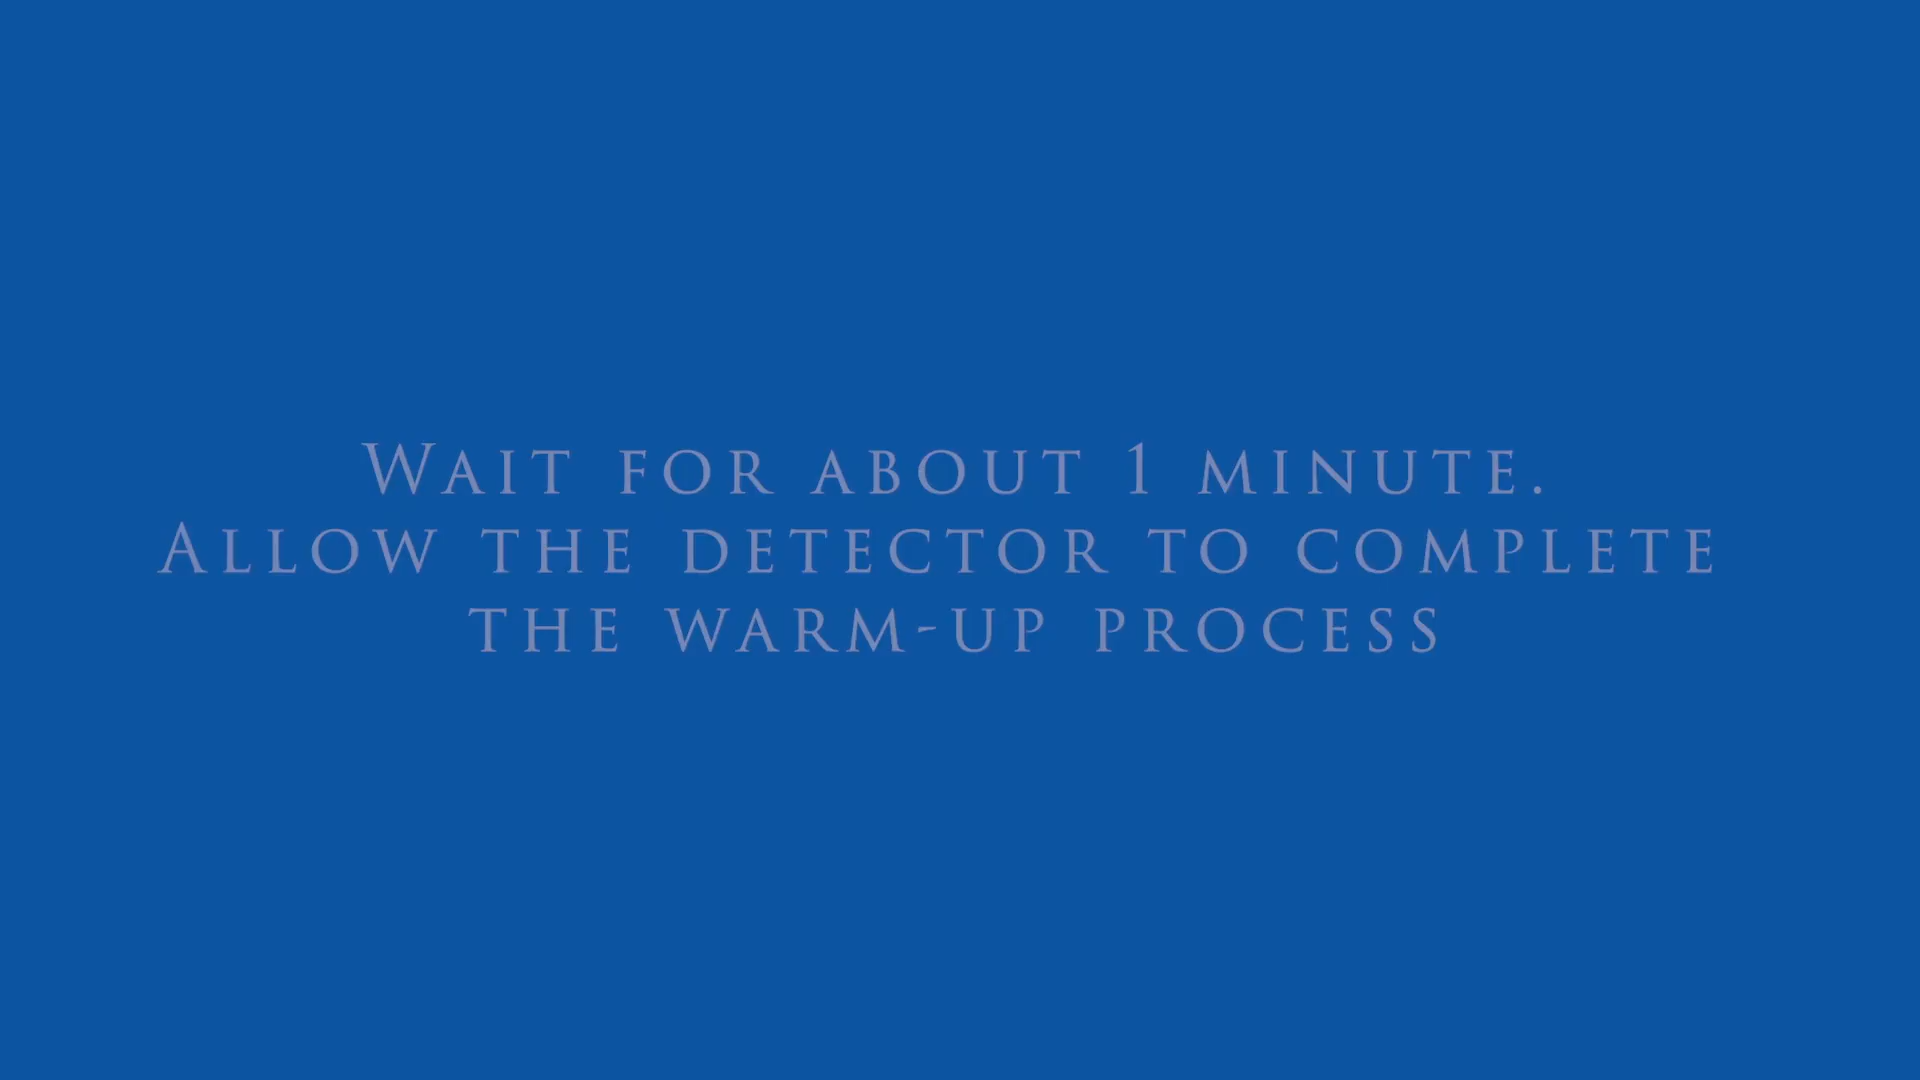 Wait for about 1 minute.
Allow the detector to complete
the warm-up process